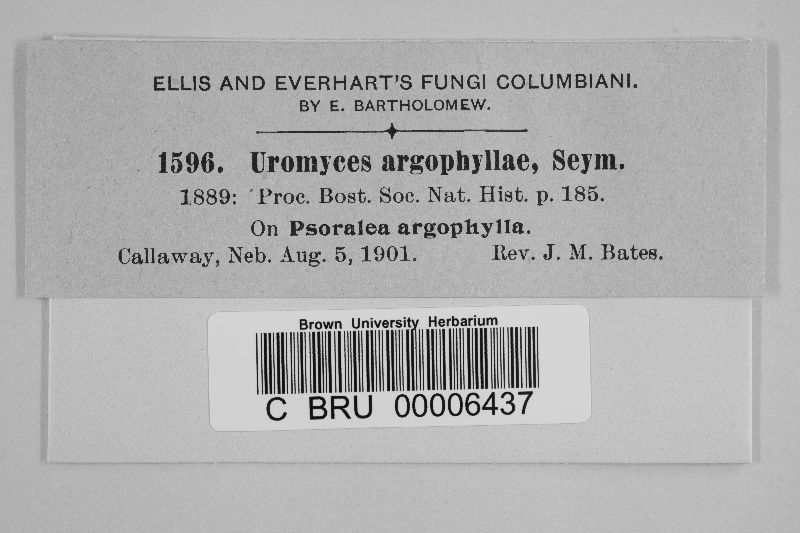 ELLIS AND EVERHART'S FUNGI COLUMBIANI.
BY E. BARTHOLOMEW.
1596. Uromyces argophyllae, Seym.
1889: Proc. Bost. Soc. Nat. Hist. p. 185.
On Psoralea argophylla.
Callaway, Neb. Aug. 5, 1901. Rev. J. M. Bates.
Brown University Herbarium
C BRU 00006437